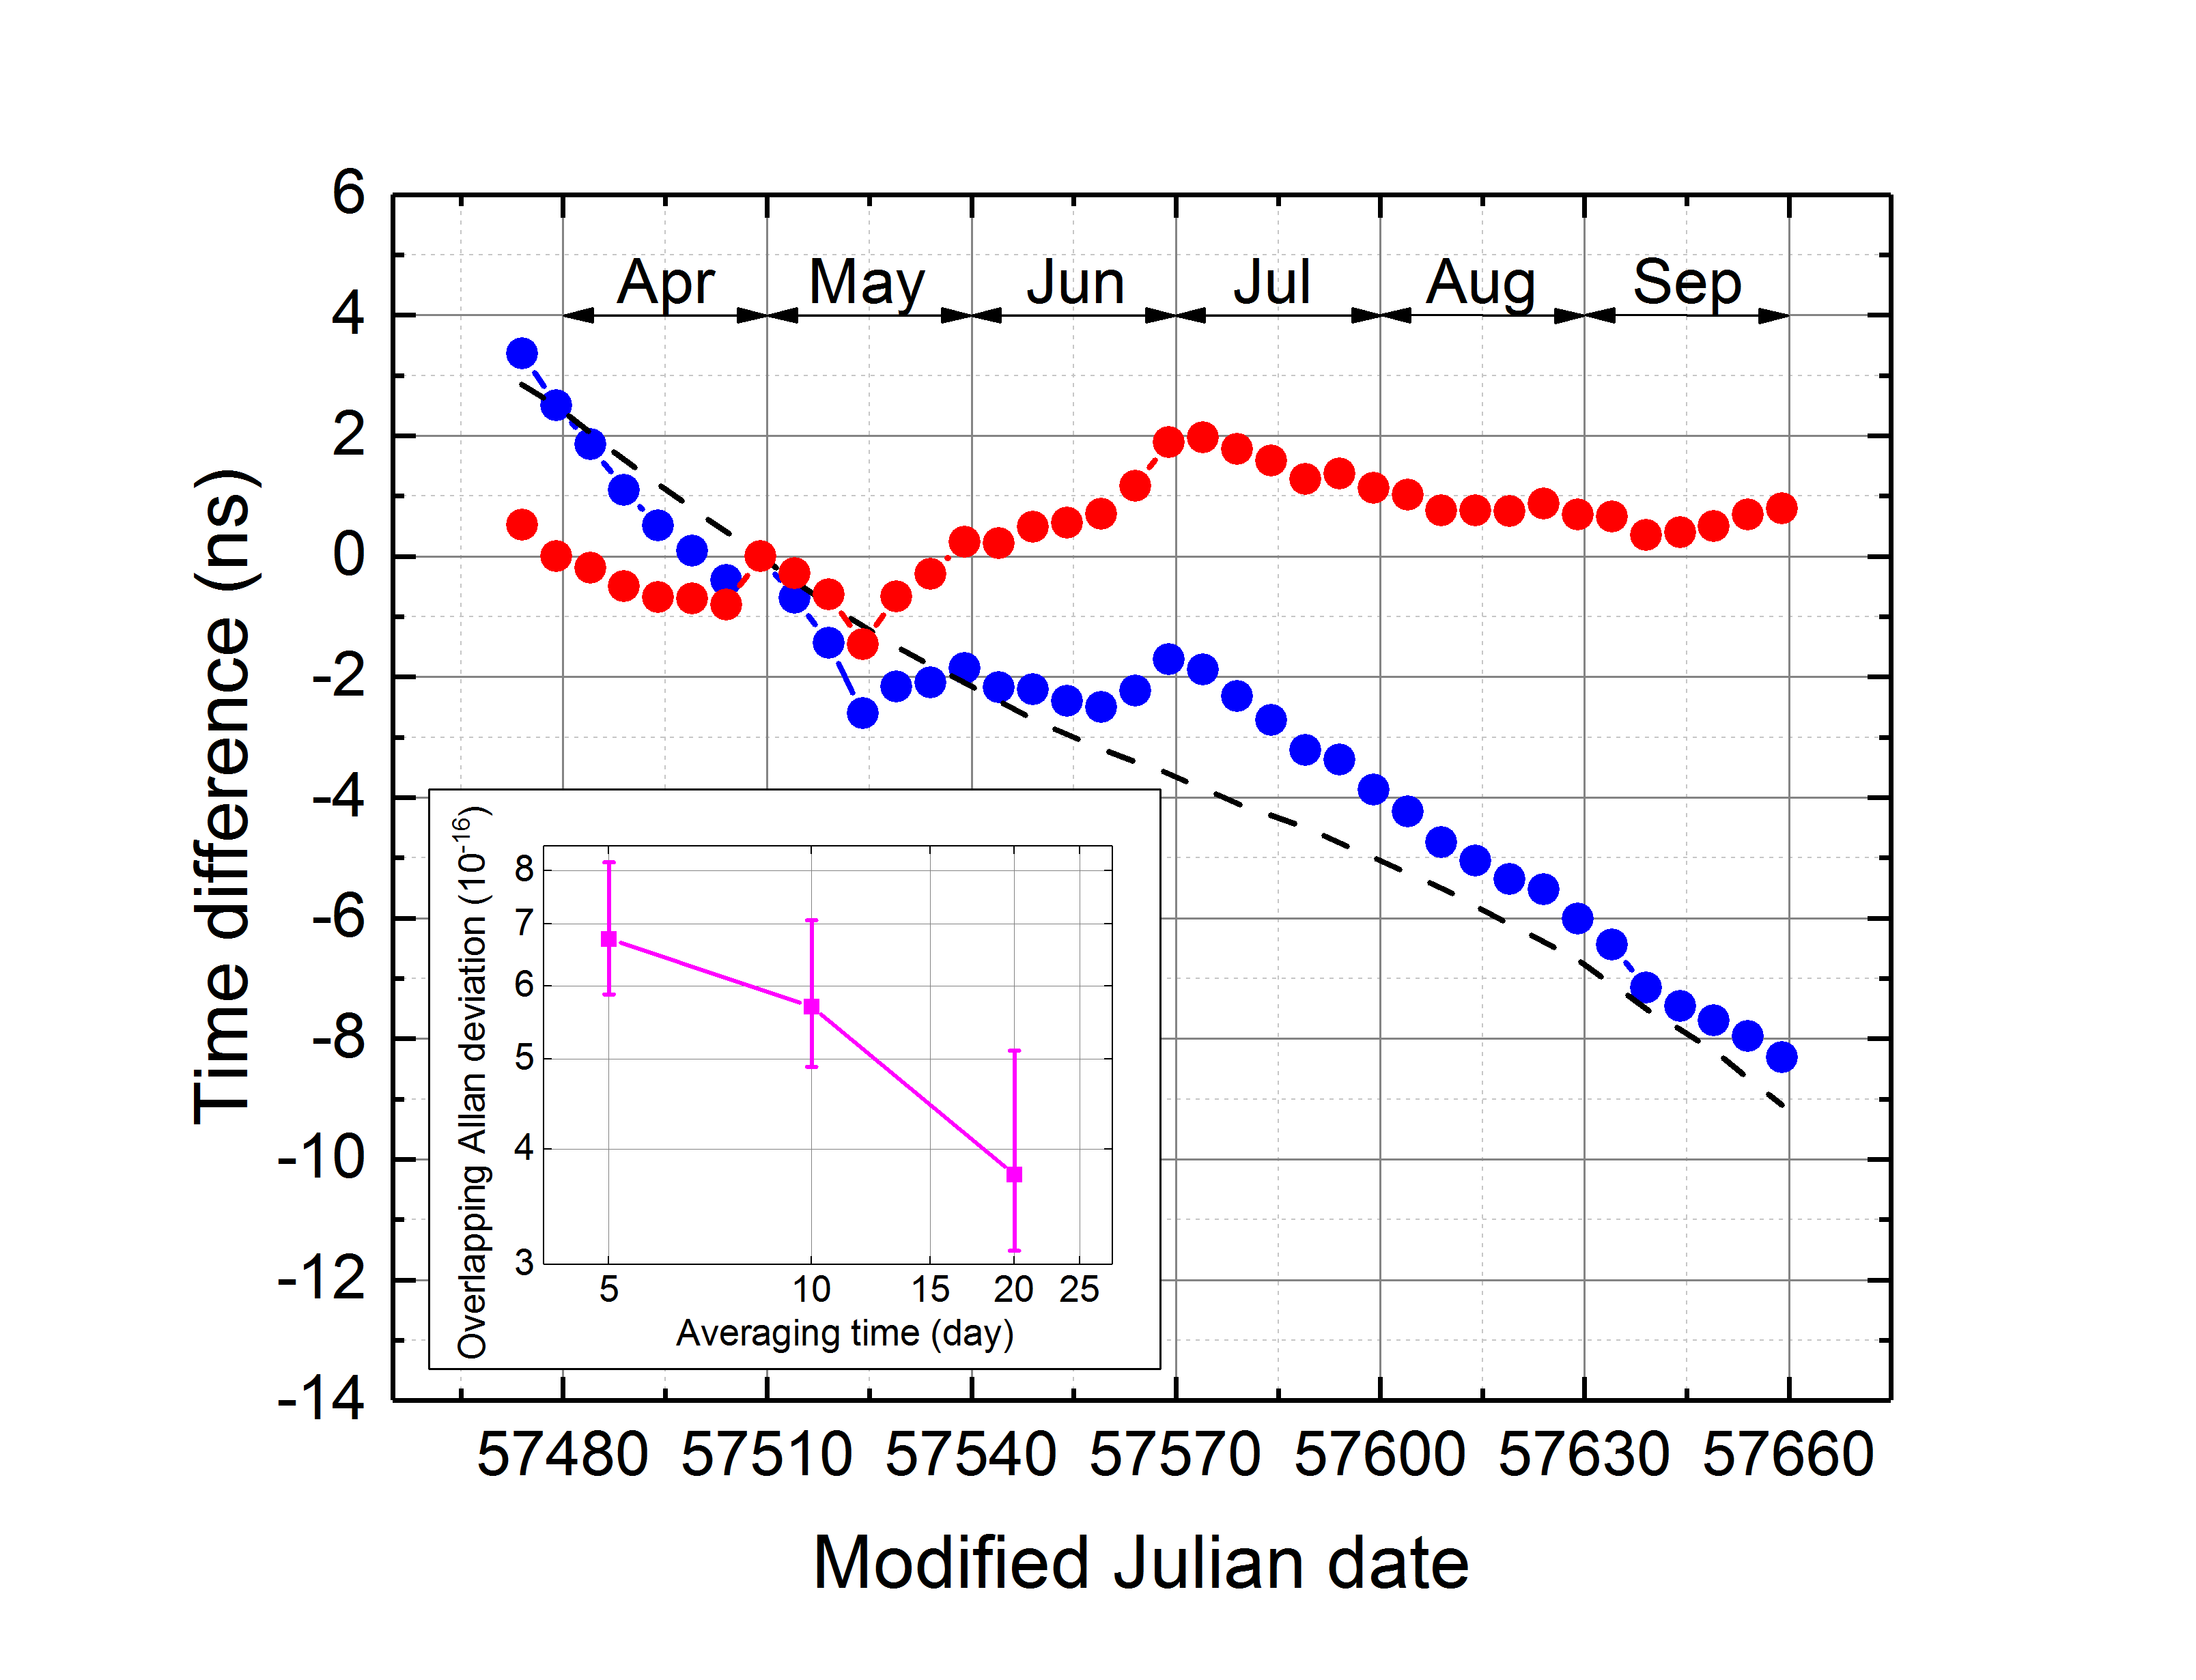 6
4
2
0
-2
-4
-6
-8
-10
-12
-14
Time difference (ns)
Apr May Jun Jul Aug Sep
Overlapping Allan deviation (10-16)
8
7
6
5
4
3
5 10 15 20 25
Averaging time (day)
57480 57510 57540 57570 57600 57630 57660
Modified Julian date